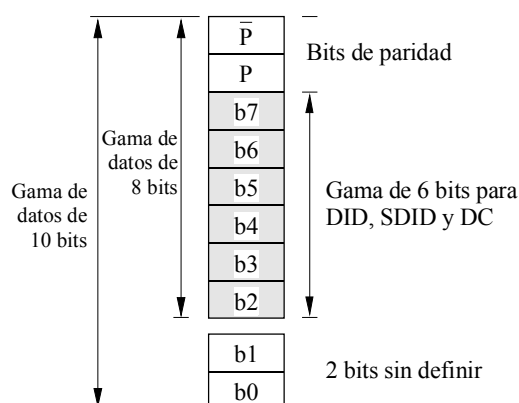 P̅
P
b7
b6
b5
b4
b3
b2
b1
b0
Bits de paridad
Gama de
datos de
8 bits
Gama de
datos de
10 bits
Gama de 6 bits para
DID, SDID y DC
2 bits sin definir